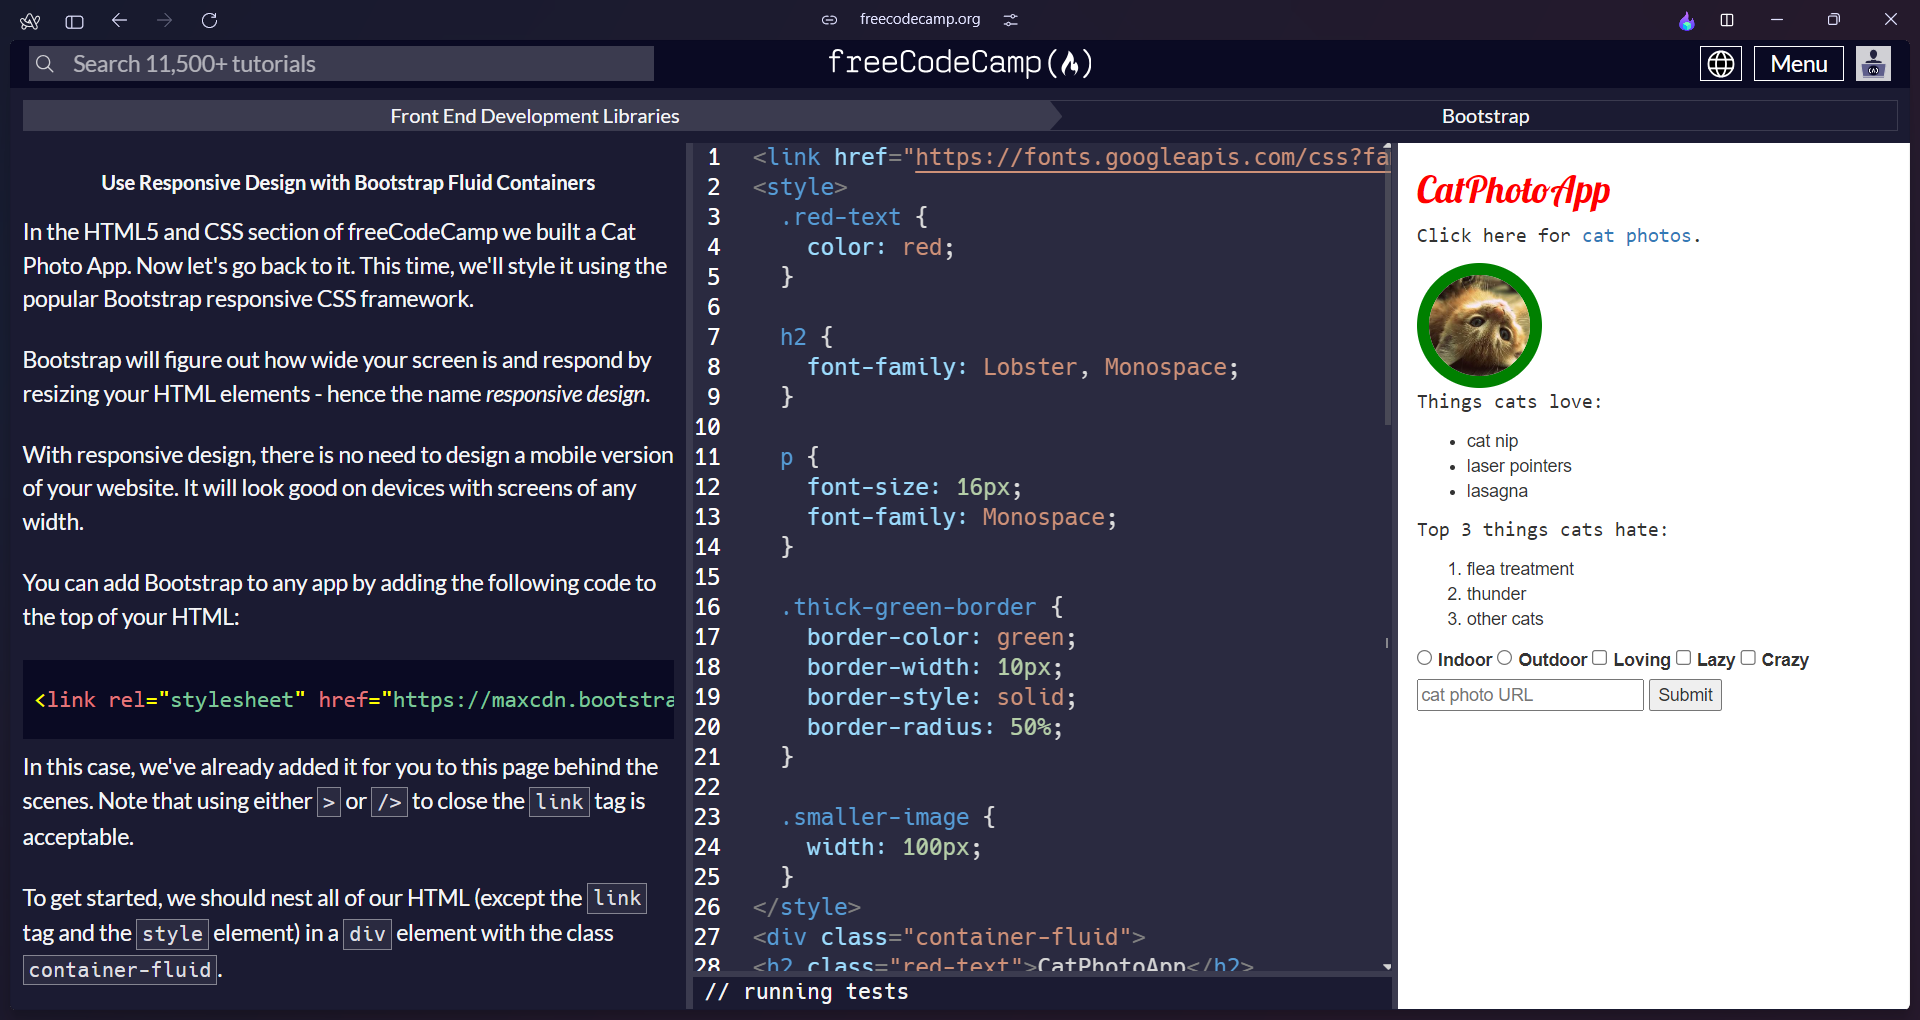 freecodecamp.org
Search 11,500+ tutorials
freeCodeCamp(🔥)
Menu
Front End Development Libraries
Bootstrap
Use Responsive Design with Bootstrap Fluid Containers
In the HTML5 and CSS section of freeCodeCamp we built a Cat
Photo App. Now let's go back to it. This time, we'll style it using the
popular Bootstrap responsive CSS framework.
Bootstrap will figure out how wide your screen is and respond by
resizing your HTML elements - hence the name responsive design.
With responsive design, there is no need to design a mobile version
of your website. It will look good on devices with screens of any
width.
You can add Bootstrap to any app by adding the following code to
the top of your HTML:
<link rel="stylesheet" href="https://maxcdn.bootstra
In this case, we've already added it for you to this page behind the
scenes. Note that using either > or /> to close the link tag is
acceptable.
To get started, we should nest all of our HTML (except the link
tag and the style element) in a div element with the class
container-fluid.
1 <link href="https://fonts.googleapis.com/css?fa
2 <style>
3 .red-text {
4 color: red;
5 }
6
7 h2 {
8 font-family: Lobster, Monospace;
9 }
10
11 p {
12 font-size: 16px;
13 font-family: Monospace;
14 }
15
16 .thick-green-border {
17 border-color: green;
18 border-width: 10px;
19 border-style: solid;
20 border-radius: 50%;
21 }
22
23 .smaller-image {
24 width: 100px;
25 }
26 </style>
27 <div class="container-fluid">
28 <h2 class="red-text">CatPhotoApp</h2>
// running tests
CatPhotoApp
Click here for cat photos.
Things cats love:
• cat nip
• laser pointers
• lasagna
Top 3 things cats hate:
1. flea treatment
2. thunder
3. other cats
Indoor Outdoor Loving Lazy Crazy
cat photo URL Submit